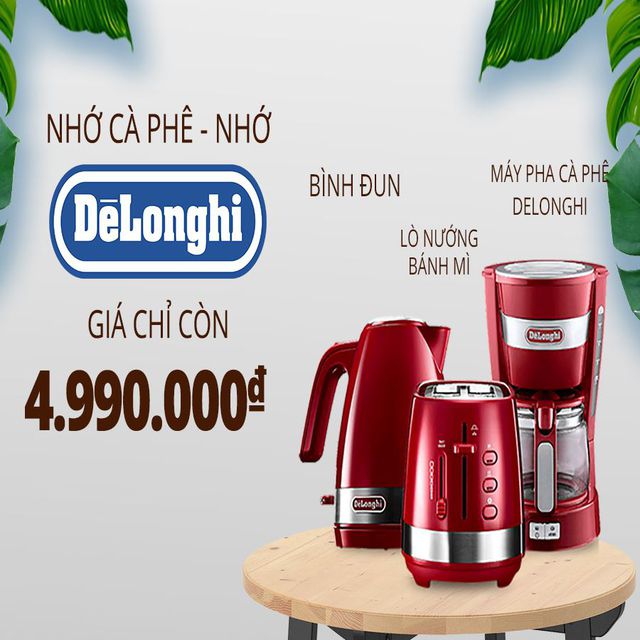 NHỚ CÀ PHÊ - NHỚ
DēLonghi
GIÁ CHỈ CÒN
4.990.000₫
BÌNH ĐUN
LÒ NƯỚNG
BÁNH MÌ
MÁY PHA CÀ PHÊ
DELONGHI
DēLonghi
DēLonghi